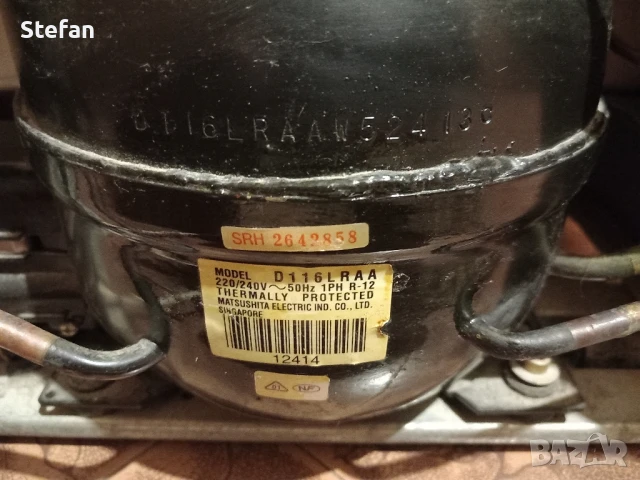 Stefan
D116LRAAW52413C
SRH 2642858
MODEL D116LRAA
220/240V~50Hz 1PH R-12
THERMALLY PROTECTED
MATSUSHITA ELECTRIC IND. CO., LTD.
SINGAPORE
12414
BAZAR